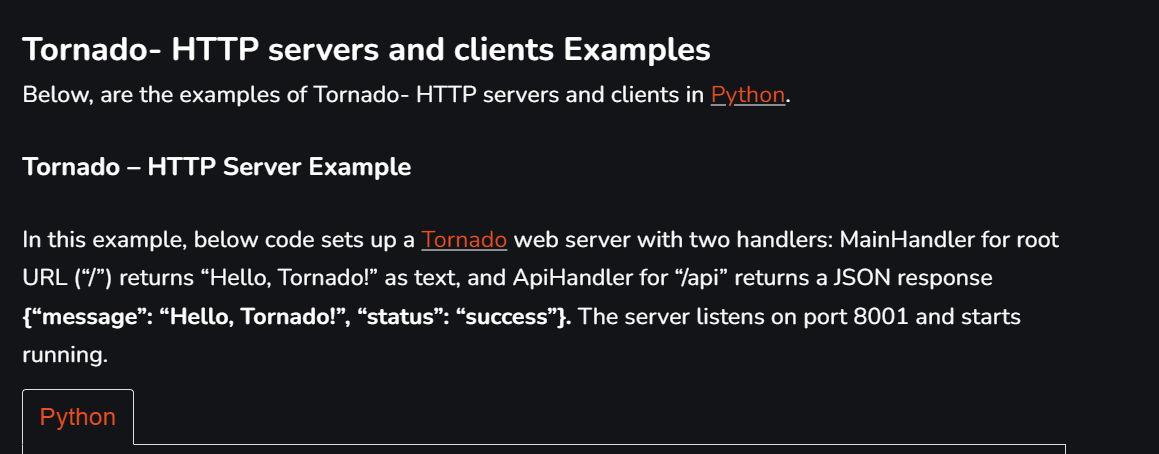 Tornado- HTTP servers and clients Examples
Below, are the examples of Tornado- HTTP servers and clients in Python.
Tornado – HTTP Server Example
In this example, below code sets up a Tornado web server with two handlers: MainHandler for root
URL (“/”) returns “Hello, Tornado!” as text, and ApiHandler for “/api” returns a JSON response
{“message”: “Hello, Tornado!”, “status”: “success”}. The server listens on port 8001 and starts
running.
Python